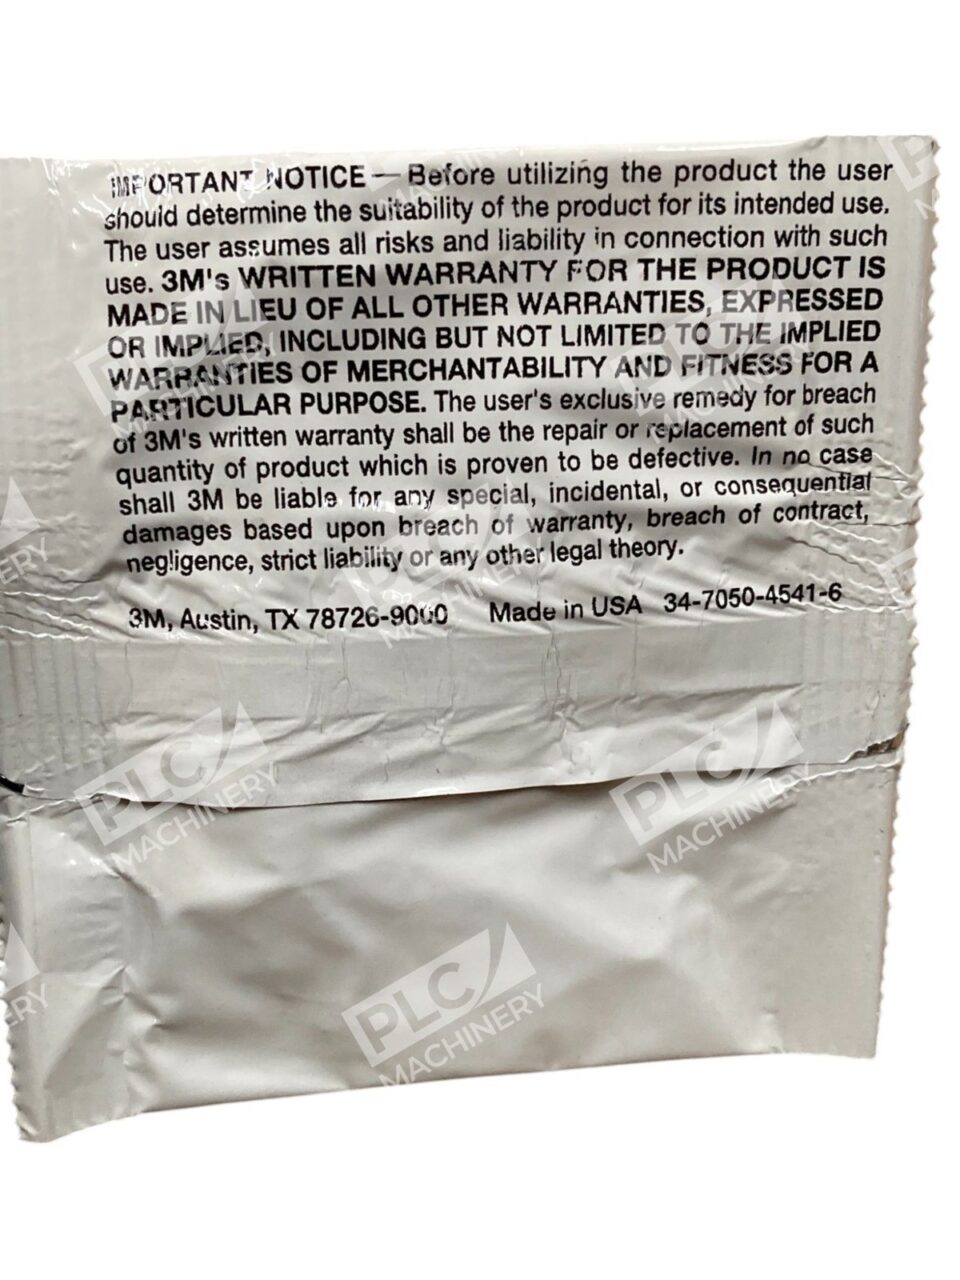 IMPORTANT NOTICE — Before utilizing the product the user
should determine the suitability of the product for its intended use.
The user assumes all risks and liability in connection with such
use. 3M's WRITTEN WARRANTY FOR THE PRODUCT IS
MADE IN LIEU OF ALL OTHER WARRANTIES, EXPRESSED
OR IMPLIED, INCLUDING BUT NOT LIMITED TO THE IMPLIED
WARRANTIES OF MERCHANTABILITY AND FITNESS FOR A
PARTICULAR PURPOSE. The user's exclusive remedy for breach
of 3M's written warranty shall be the repair or replacement of such
quantity of product which is proven to be defective. In no case
shall 3M be liable for any special, incidental, or consequential
damages based upon breach of warranty, breach of contract,
negligence, strict liability or any other legal theory.
3M, Austin, TX 78726-9000 Made in USA 34-7050-4541-6
PLC MACHINERY
PLC MACHINERY
PLC MACHINERY